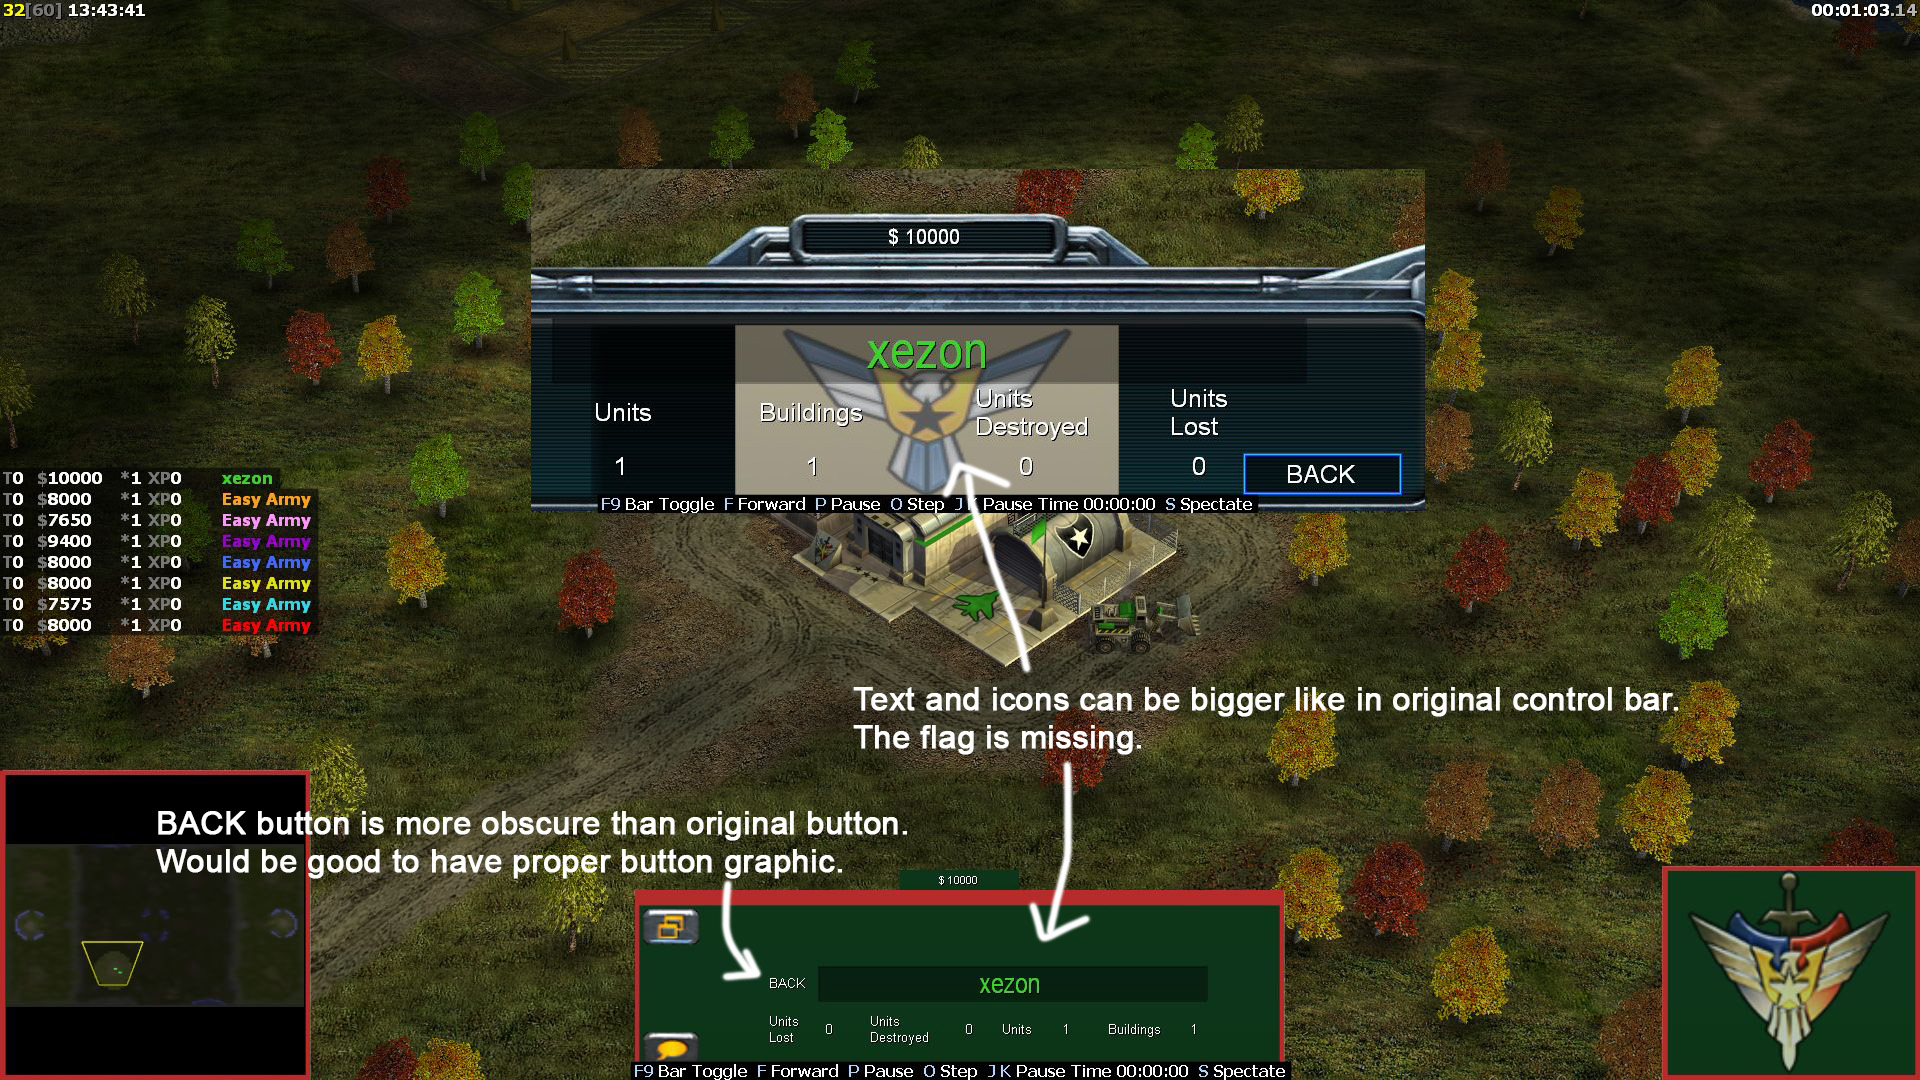 32[60] 13:43:41
00:01:03.14
$ 10000
xezon
Units
Buildings
Units
Destroyed
Units
Lost
1
1
0
0
BACK
F9 Bar Toggle F Forward P Pause O Step J K Pause Time 00:00:00 S Spectate
T0 $10000 *1 XP0 xezon
T0 $8000 *1 XP0 Easy Army
T0 $7650 *1 XP0 Easy Army
T0 $9400 *1 XP0 Easy Army
T0 $8000 *1 XP0 Easy Army
T0 $8000 *1 XP0 Easy Army
T0 $7575 *1 XP0 Easy Army
T0 $8000 *1 XP0 Easy Army
Text and icons can be bigger like in original control bar.
The flag is missing.
BACK button is more obscure than original button.
Would be good to have proper button graphic.
$ 10000
BACK
xezon
Units
Lost
0
Units
Destroyed
0
Units
1
Buildings
1
F9 Bar Toggle F Forward P Pause O Step J K Pause Time 00:00:00 S Spectate